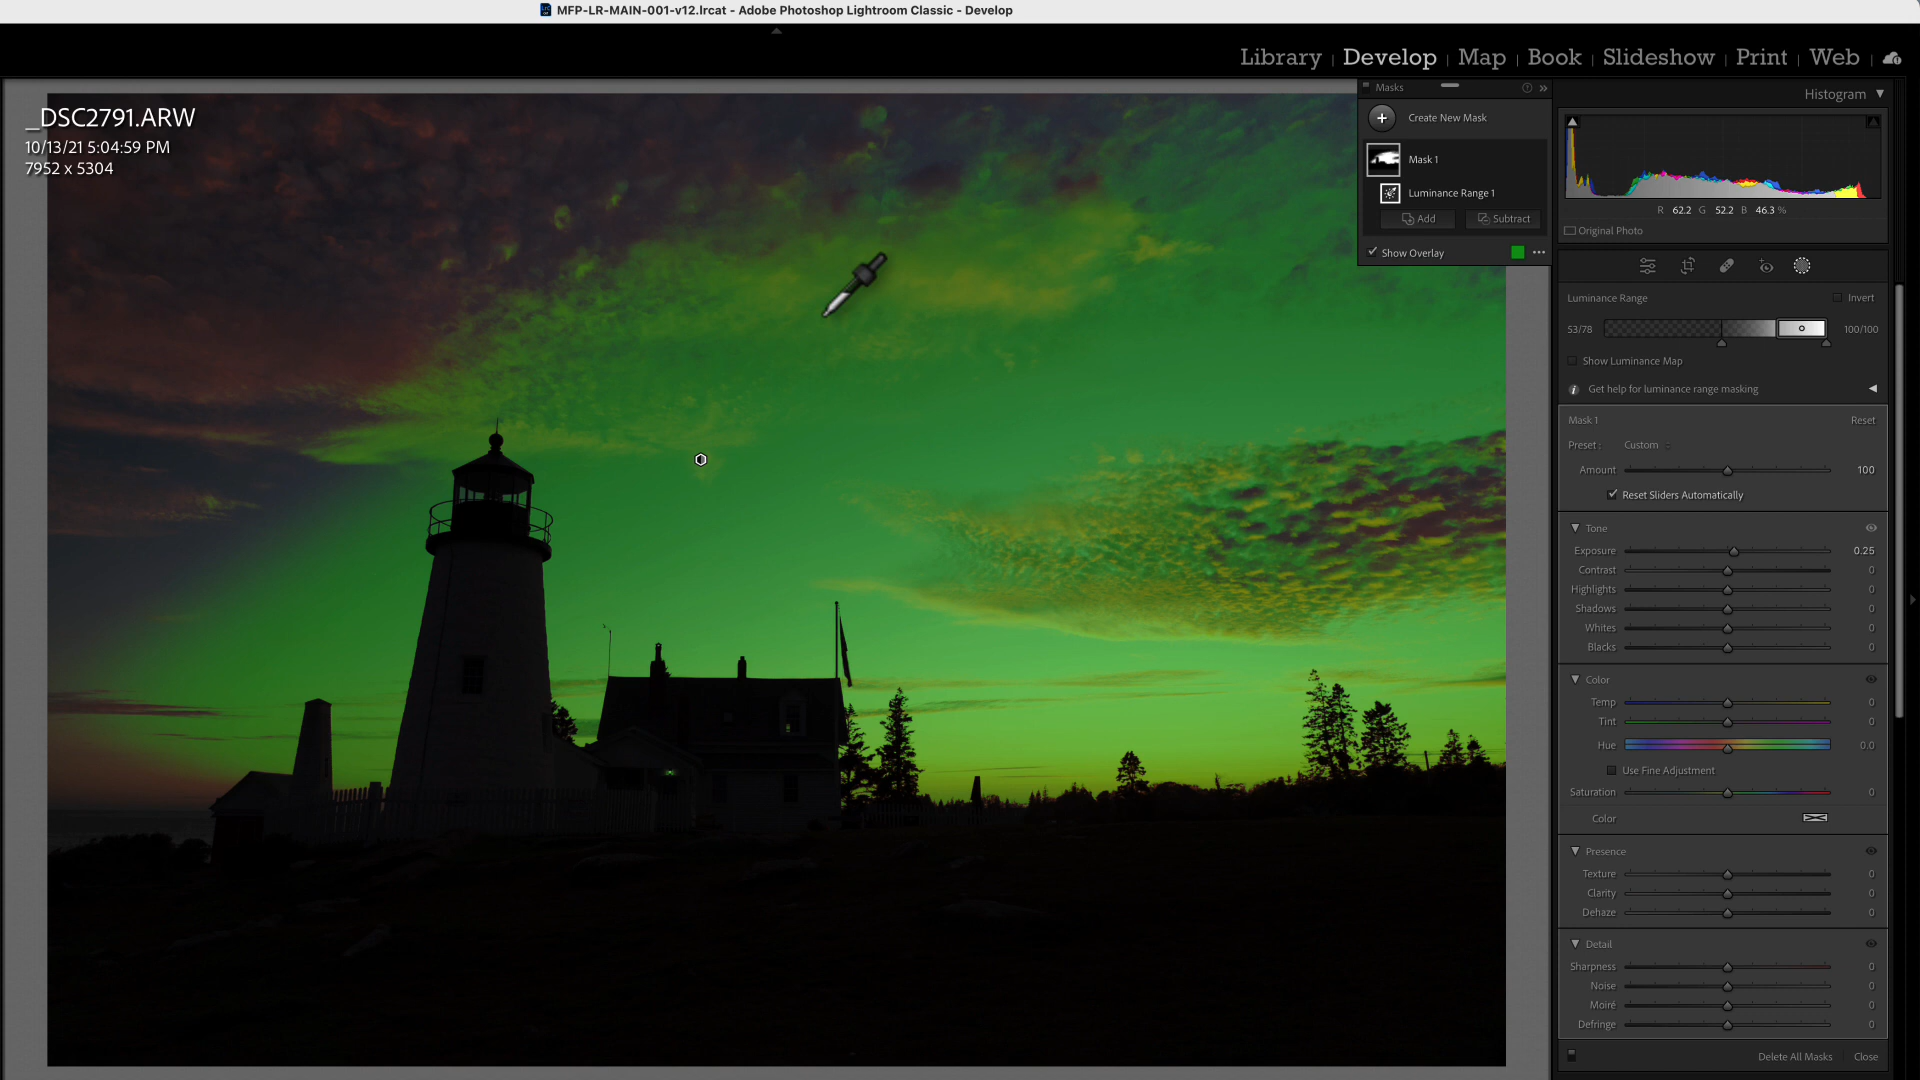 MFP-LR-MAIN-001-v12.lrcat - Adobe Photoshop Lightroom Classic - Develop
Library | Develop | Map | Book | Slideshow | Print | Web
_DSC2791.ARW
10/13/21 5:04:59 PM
7952 x 5304
Masks
Create New Mask
Mask 1
Luminance Range 1
Add Subtract
Show Overlay
Histogram
R 62.2 G 52.2 B 46.3 %
Original Photo
Luminance Range Invert
53/78 100/100
Show Luminance Map
Get help for luminance range masking
Mask 1 Reset
Preset : Custom
Amount 100
Reset Sliders Automatically
Tone
Exposure 0.25
Contrast 0
Highlights 0
Shadows 0
Whites 0
Blacks 0
Color
Temp 0
Tint 0
Hue 0.0
Use Fine Adjustment
Saturation 0
Color
Presence
Texture 0
Clarity 0
Dehaze 0
Detail
Sharpness 0
Noise 0
Moiré 0
Defringe 0
Delete All Masks Close